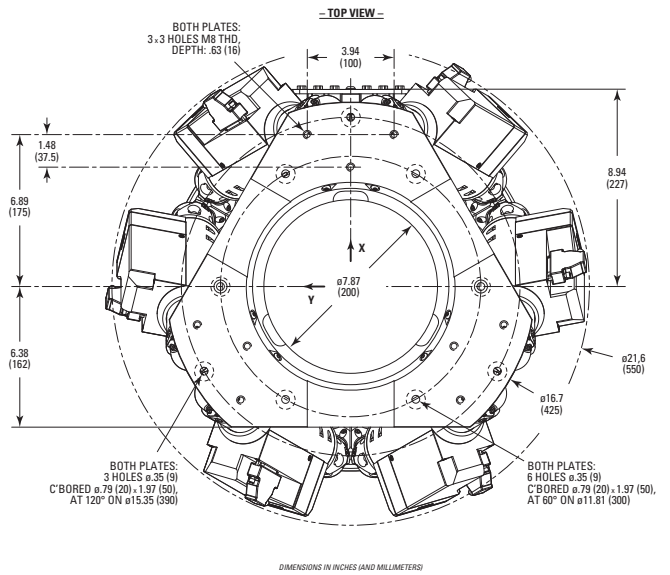 – TOP VIEW –
BOTH PLATES:
3 x 3 HOLES M8 THD,
DEPTH: .63 (16)
3.94
(100)
1.48
(37.5)
6.89
(175)
8.94
(227)
X
Y
ø7.87
(200)
6.38
(162)
ø21,6
(550)
ø16.7
(425)
BOTH PLATES:
3 HOLES ø.35 (9)
C'BORED ø.79 (20) x 1.97 (50),
AT 120° ON ø15.35 (390)
BOTH PLATES:
6 HOLES ø.35 (9)
C'BORED ø.79 (20) x 1.97 (50),
AT 60° ON ø11.81 (300)
DIMENSIONS IN INCHES (AND MILLIMETERS)